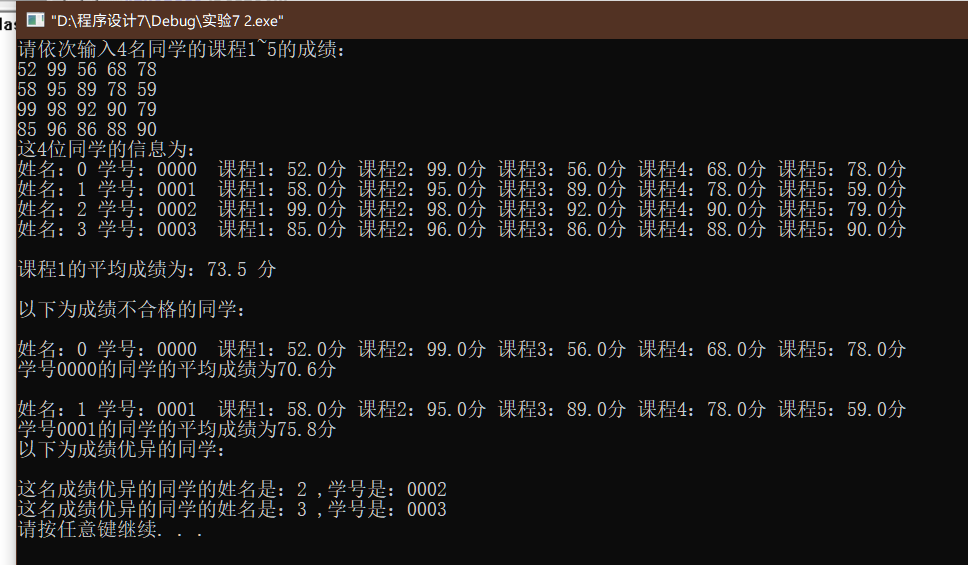 las
"D:\程序设计7\Debug\实验7 2.exe"
请依次输入4名同学的课程1~5的成绩：
52 99 56 68 78
58 95 89 78 59
99 98 92 90 79
85 96 86 88 90
这4位同学的信息为：
姓名：0 学号：0000  课程1：52.0分 课程2：99.0分 课程3：56.0分 课程4：68.0分 课程5：78.0分
姓名：1 学号：0001  课程1：58.0分 课程2：95.0分 课程3：89.0分 课程4：78.0分 课程5：59.0分
姓名：2 学号：0002  课程1：99.0分 课程2：98.0分 课程3：92.0分 课程4：90.0分 课程5：79.0分
姓名：3 学号：0003  课程1：85.0分 课程2：96.0分 课程3：86.0分 课程4：88.0分 课程5：90.0分
课程1的平均成绩为：73.5 分
以下为成绩不合格的同学：
姓名：0 学号：0000  课程1：52.0分 课程2：99.0分 课程3：56.0分 课程4：68.0分 课程5：78.0分
学号0000的同学的平均成绩为70.6分
姓名：1 学号：0001  课程1：58.0分 课程2：95.0分 课程3：89.0分 课程4：78.0分 课程5：59.0分
学号0001的同学的平均成绩为75.8分
以下为成绩优异的同学：
这名成绩优异的同学的姓名是：2 ,学号是：0002
这名成绩优异的同学的姓名是：3 ,学号是：0003
请按任意键继续. . .